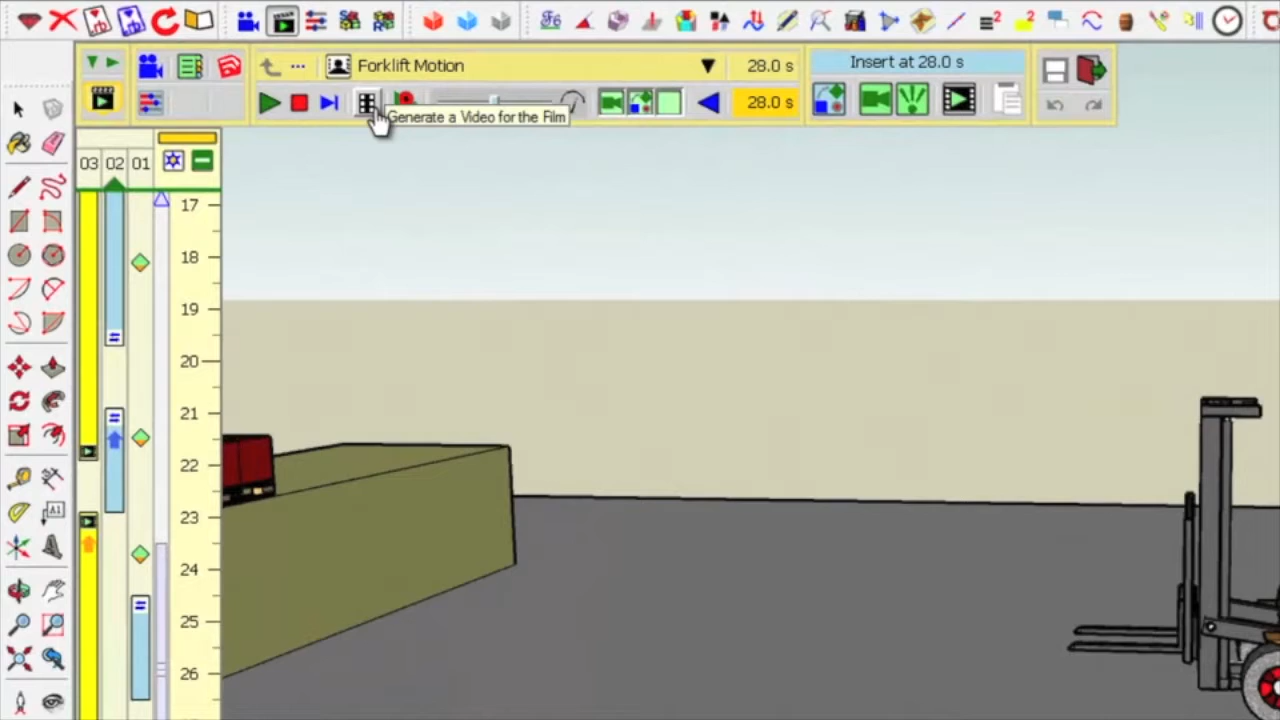 Forklift Motion
28.0 s
Insert at 28.0 s
28.0 s
Generate a Video for the Film
03
02
01
17
18
19
20
21
22
23
24
25
26